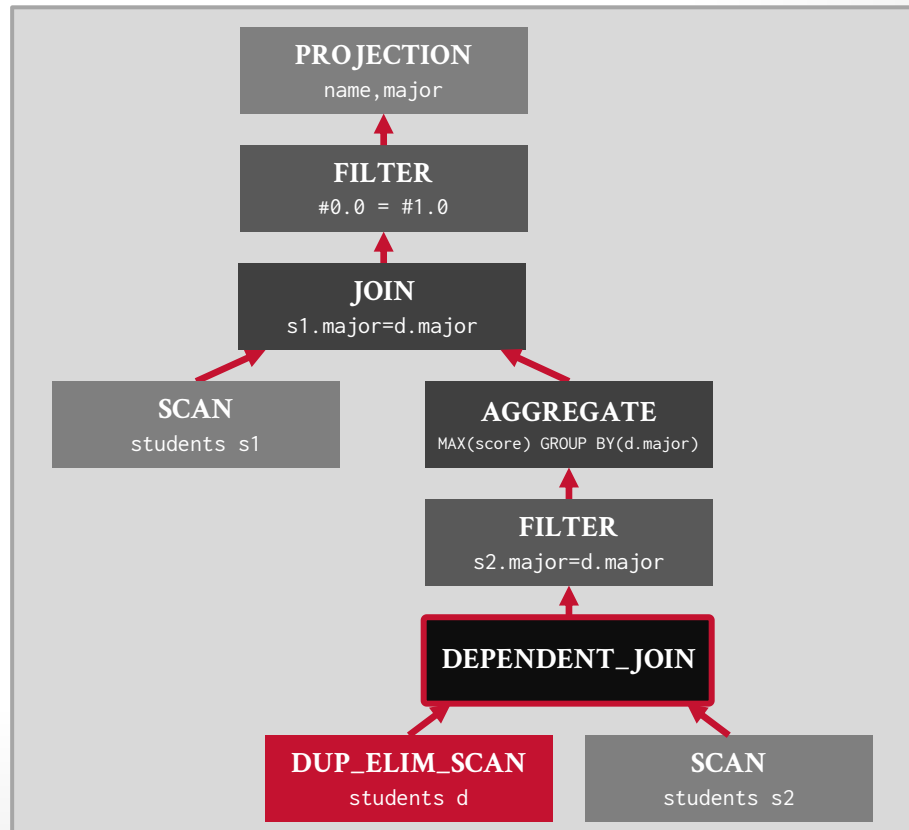 PROJECTION
name,major
FILTER
#0.0 = #1.0
JOIN
s1.major=d.major
SCAN
students s1
AGGREGATE
MAX(score) GROUP BY(d.major)
FILTER
s2.major=d.major
DEPENDENT_JOIN
DUP_ELIM_SCAN
students d
SCAN
students s2